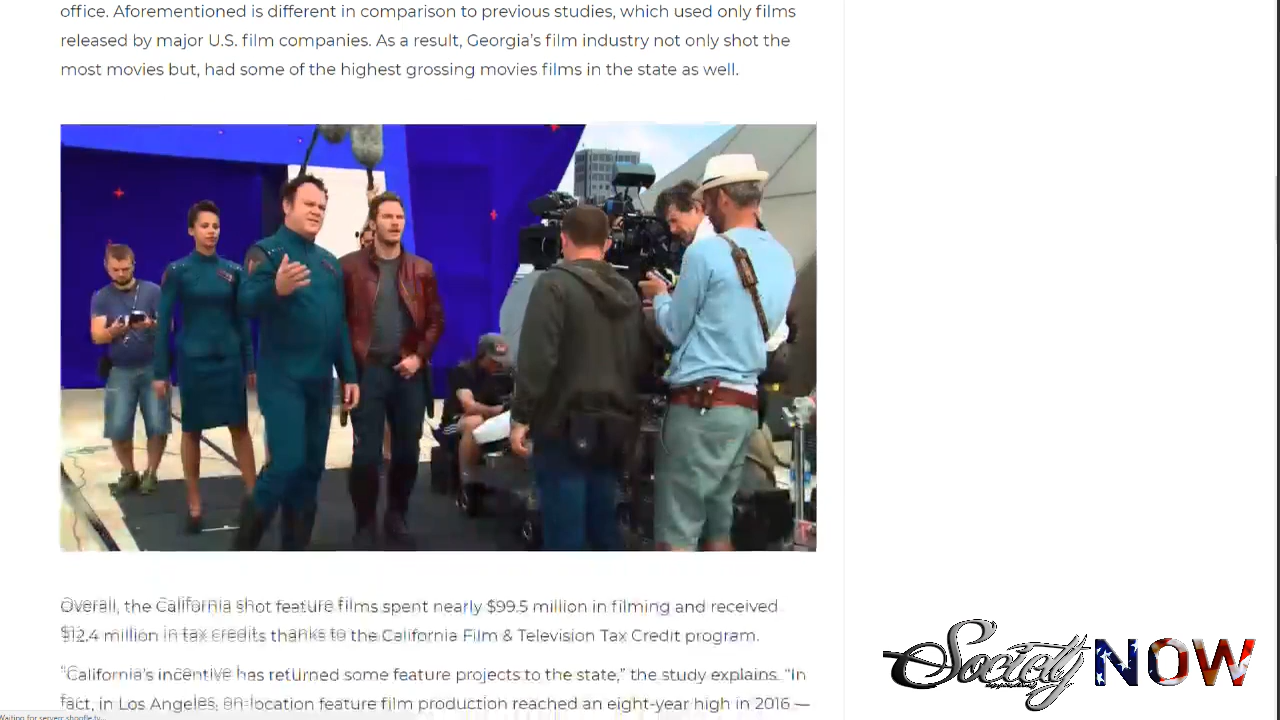 office. Aforementioned is different in comparison to previous studies, which used only films
released by major U.S. film companies. As a result, Georgia’s film industry not only shot the
most movies but, had some of the highest grossing movies films in the state as well.
Overall, the California shot feature films spent nearly $99.5 million in filming and received
$12.4 million in tax credits thanks to the California Film & Television Tax Credit program.
“California’s incentive has returned some feature projects to the state,” the study explains. “In
fact, in Los Angeles, on-location feature film production reached an eight-year high in 2016 —
Society NOW